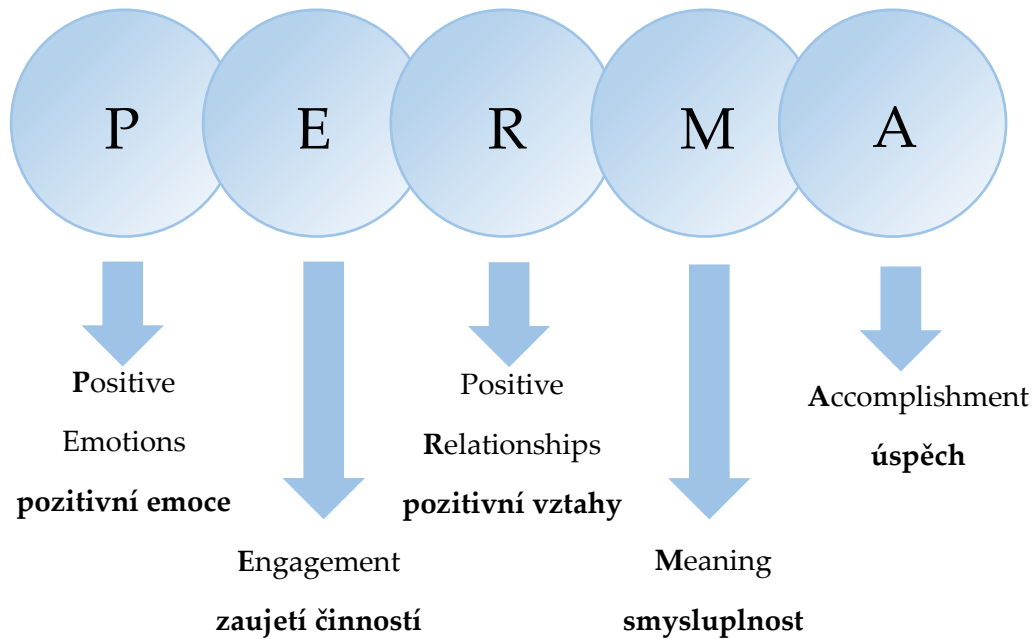 P E R M A
Positive
Emotions
pozitivní emoce
Engagement
zaujetí činností
Positive
Relationships
pozitivní vztahy
Meaning
smysluplnost
Accomplishment
úspěch